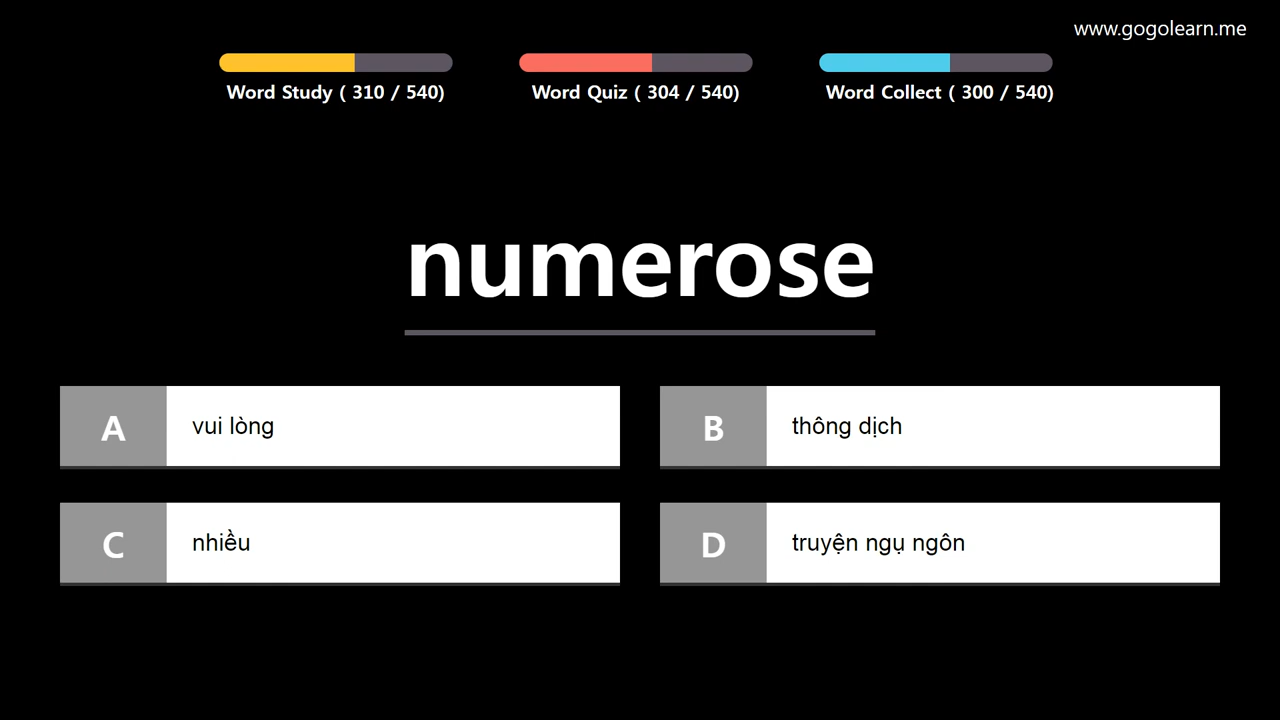 www.gogolearn.me
Word Study ( 310 / 540)
Word Quiz ( 304 / 540)
Word Collect ( 300 / 540)
numerose
A vui lòng
B thông dịch
C nhiều
D truyện ngụ ngôn